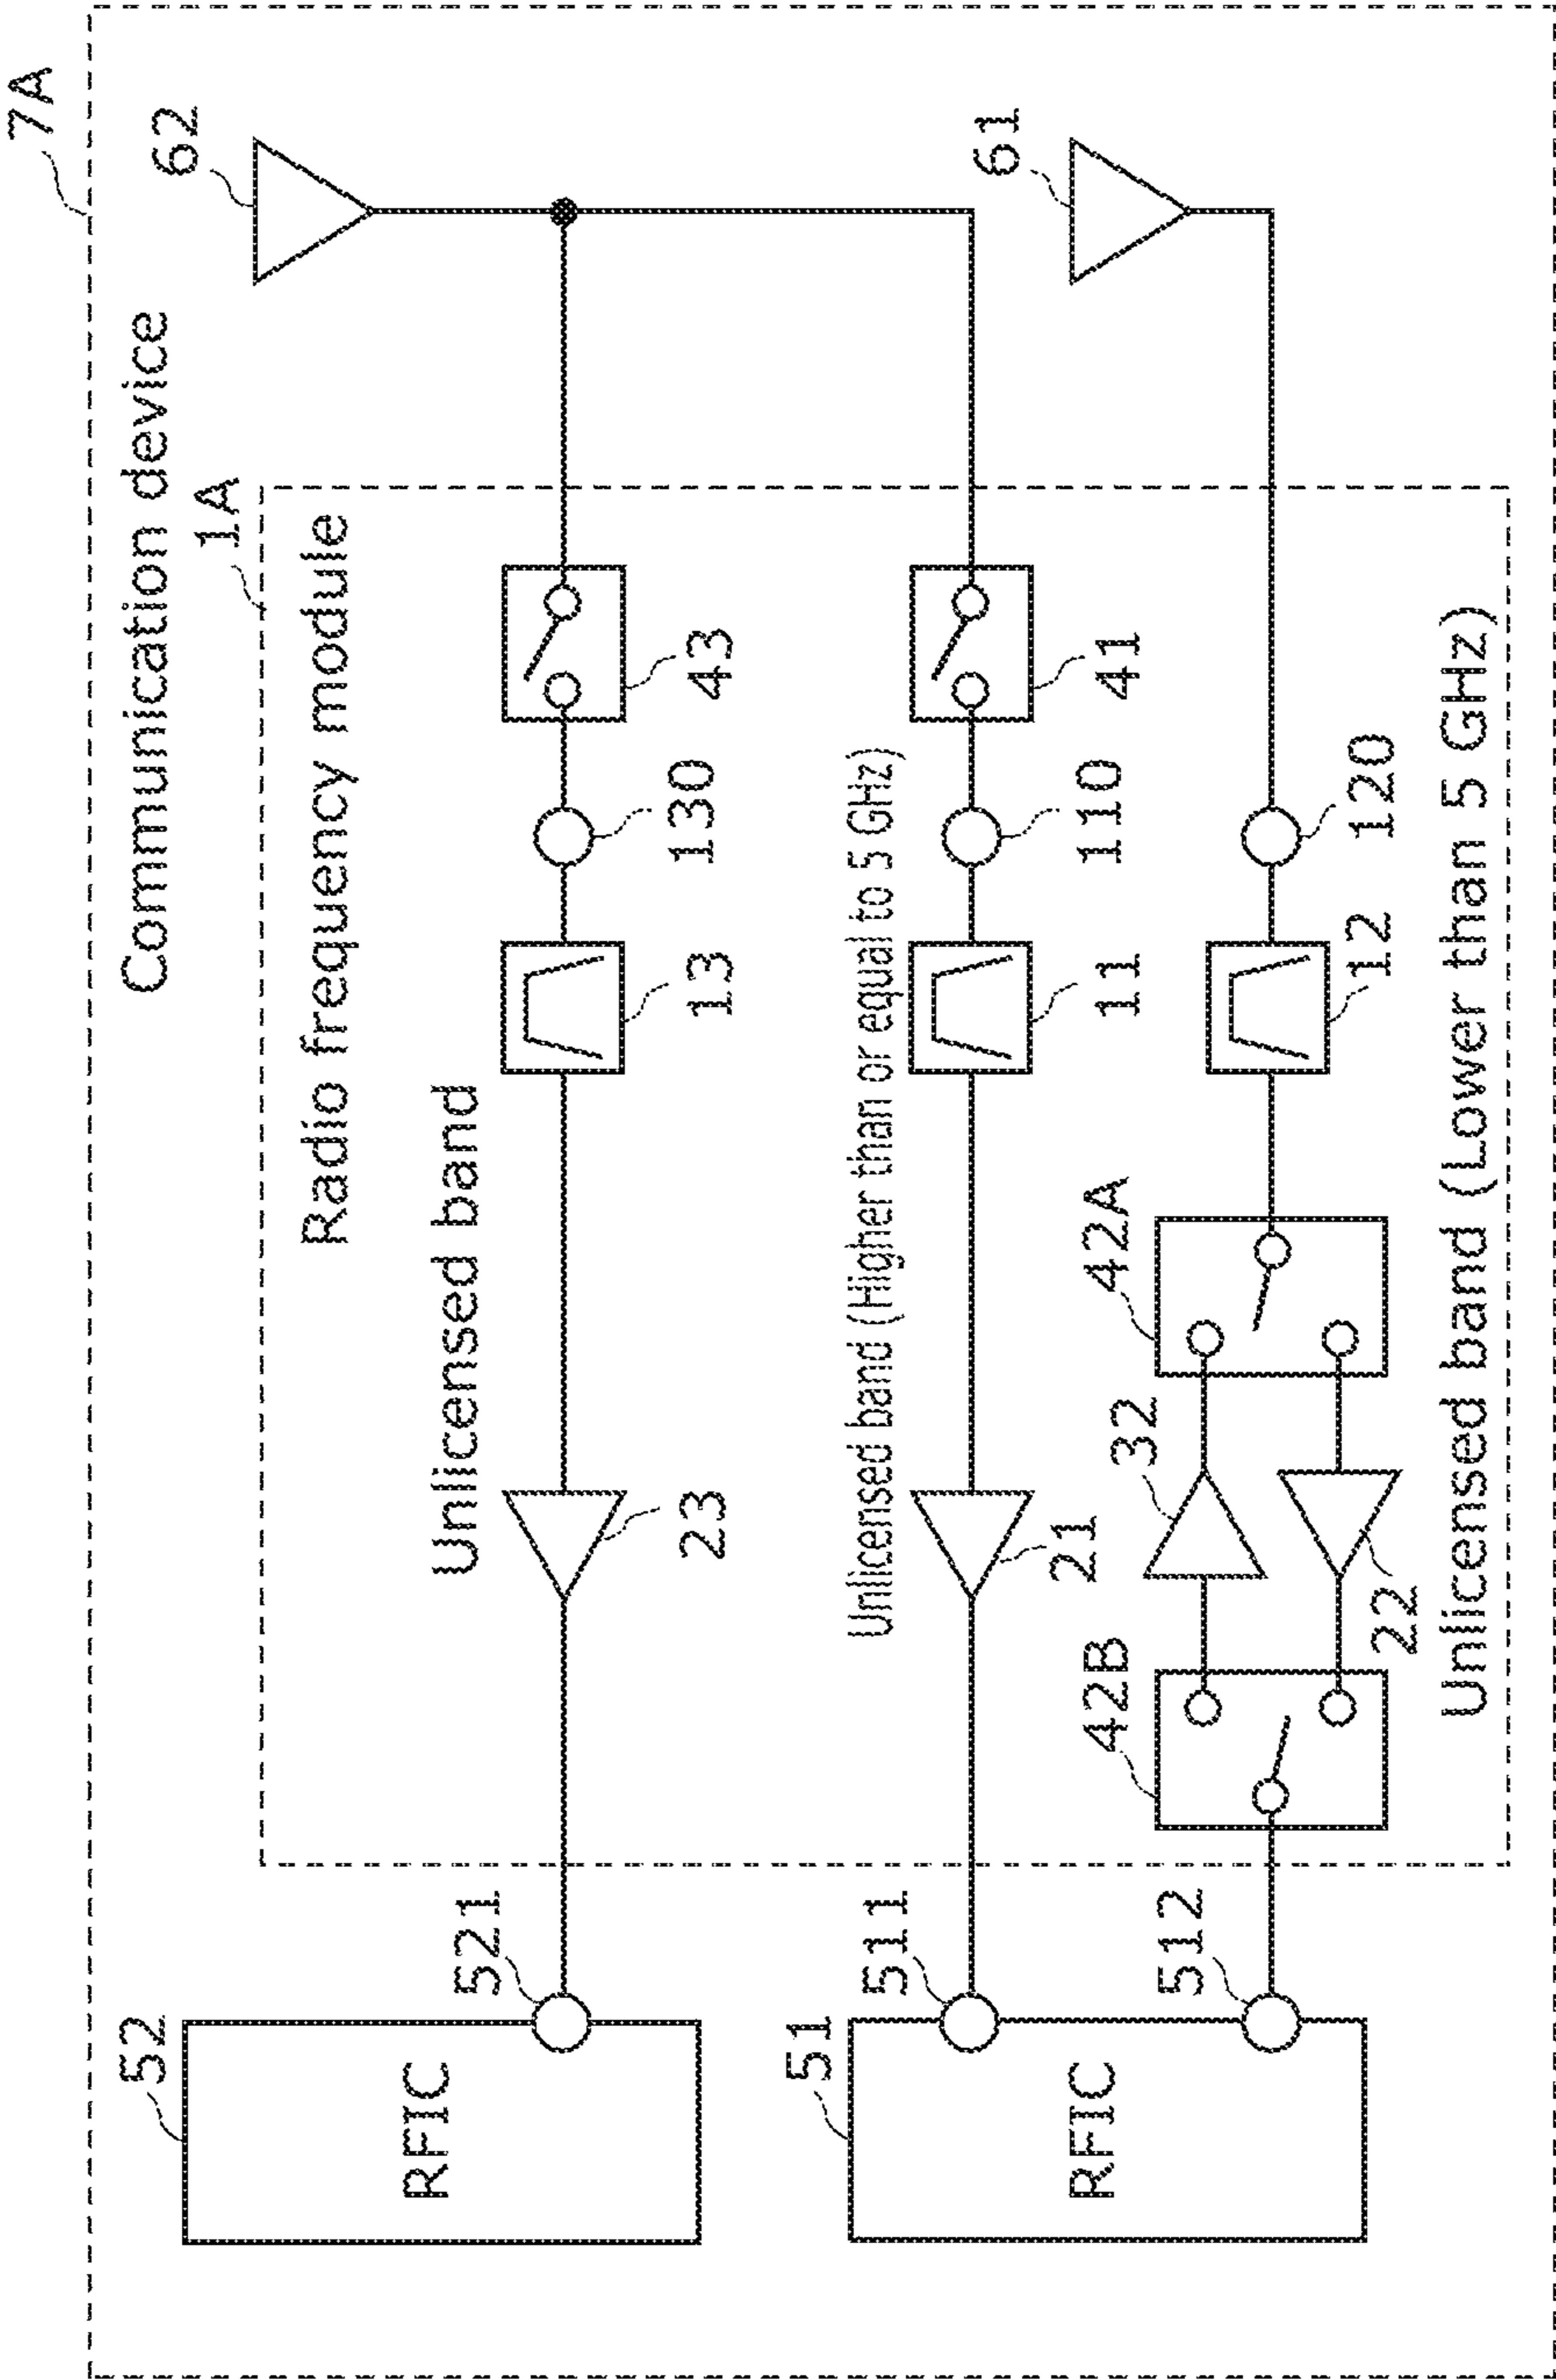 7A
Communication device
62
1A
Radio frequency module
Unlicensed band
52
RFIC
521
23
13
130
43
Unlicensed band (Higher than or equal to 5 GHz)
61
51
RFIC
511
21
11
110
41
512
42B
32
42A
22
12
120
Unlicensed band (Lower than 5 GHz)